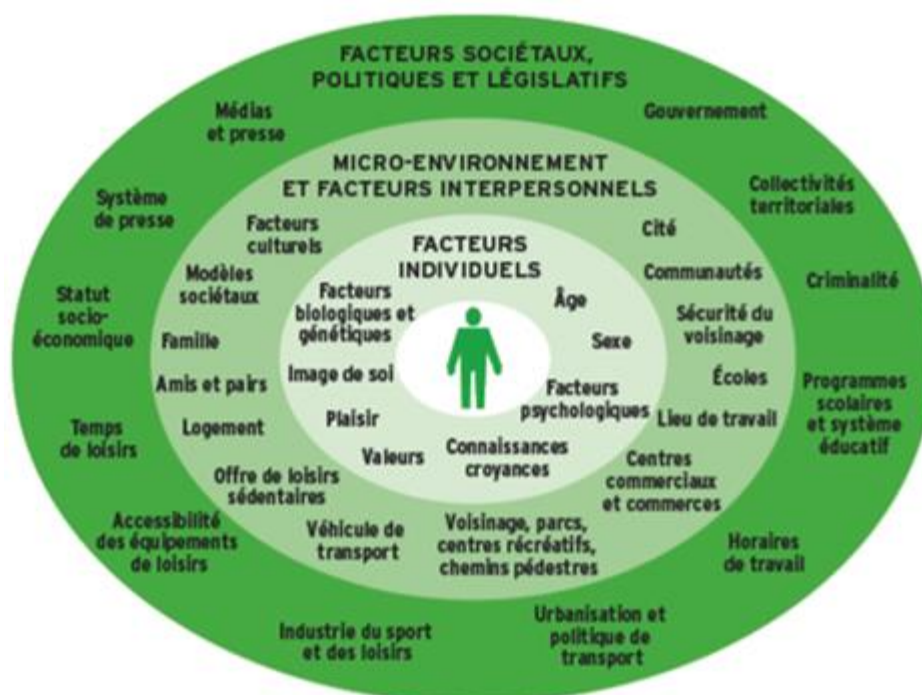 FACTEURS SOCIÉTAUX,
POLITIQUES ET LÉGISLATIFS
Médias
et presse
Gouvernement
Système
de presse
Collectivités
territoriales
Statut
socio-
économique
Criminalité
Temps
de loisirs
Programmes
scolaires
et système
éducatif
Accessibilité
des équipements
de loisirs
Horaires
de travail
Industrie du sport
et des loisirs
Urbanisation et
politique de
transport
MICRO-ENVIRONNEMENT
ET FACTEURS INTERPERSONNELS
Facteurs
culturels
Cité
Modèles
sociétaux
Communautés
Famille
Sécurité du
voisinage
Amis et pairs
Écoles
Logement
Lieu de travail
Offre de loisirs
sédentaires
Centres
commerciaux
et commerces
Véhicule de
transport
Voisinage, parcs,
centres récréatifs,
chemins pédestres
FACTEURS
INDIVIDUELS
Facteurs
biologiques et
génétiques
Âge
Sexe
Image de soi
Facteurs
psychologiques
Plaisir
Valeurs
Connaissances
croyances